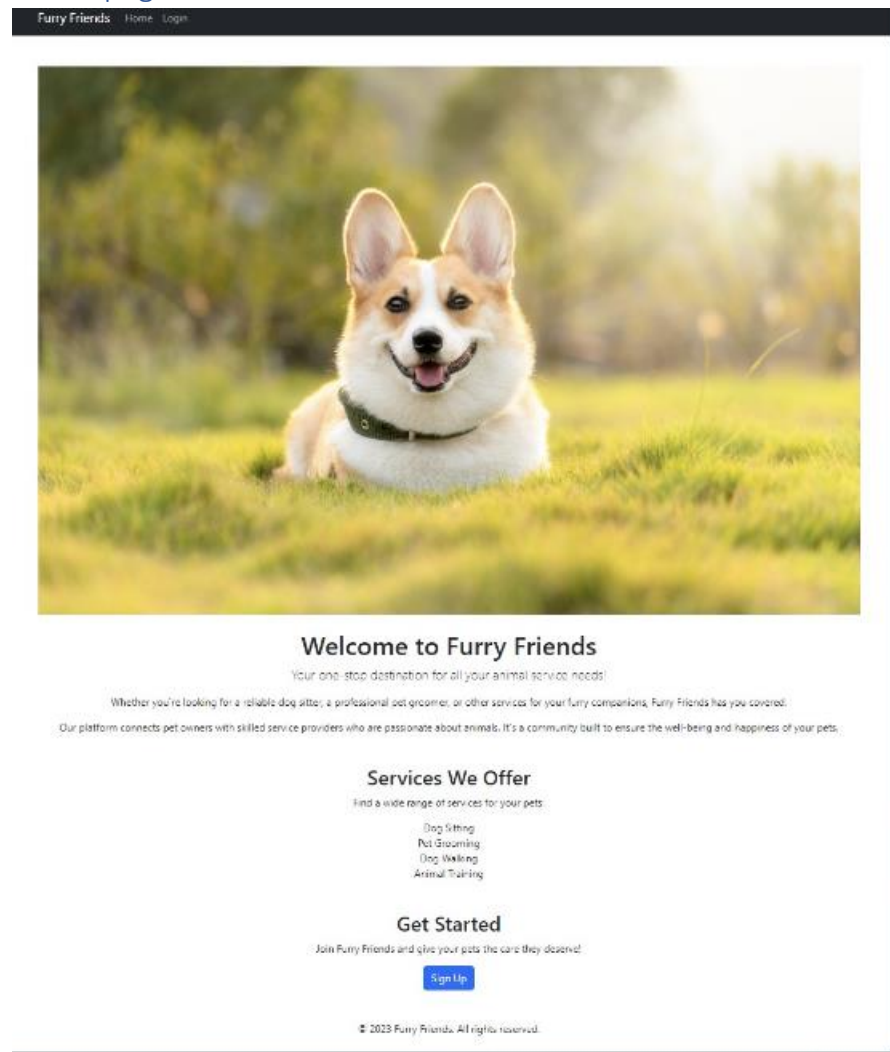 Furry Friends Home Login
Welcome to Furry Friends
Your one-stop destination for all your animal service needs!
Whether you're looking for a reliable dog sitter, a professional pet groomer, or other services for your furry companions, Furry Friends has you covered.
Our platform connects pet owners with skilled service providers who are passionate about animals. It's a community built to ensure the well-being and happiness of your pets.
Services We Offer
Find a wide range of services for your pets
Dog Sitting
Pet Grooming
Dog Walking
Animal Training
Get Started
Join Furry Friends and give your pets the care they deserve!
Sign Up
© 2023 Furry Friends. All rights reserved.